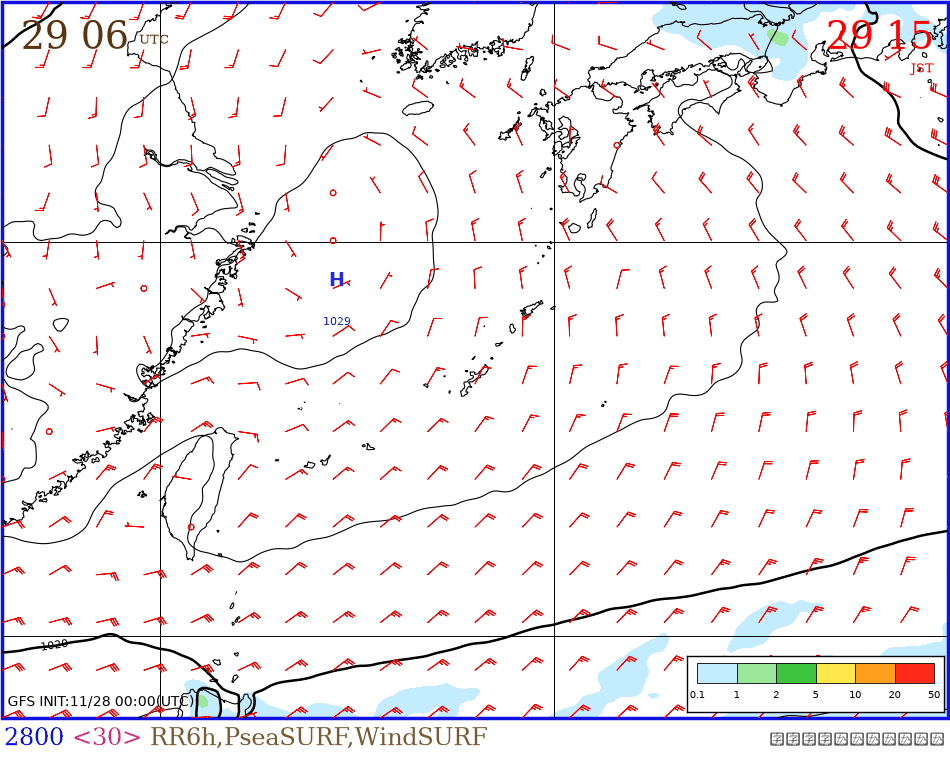 29 06 UTC
29 15
JST
H
1029
1020
GFS INIT:11/28 00:00(UTC)
0.1 1 2 5 10 20 50
2800 <30> RR6h,PseaSURF,WindSURF